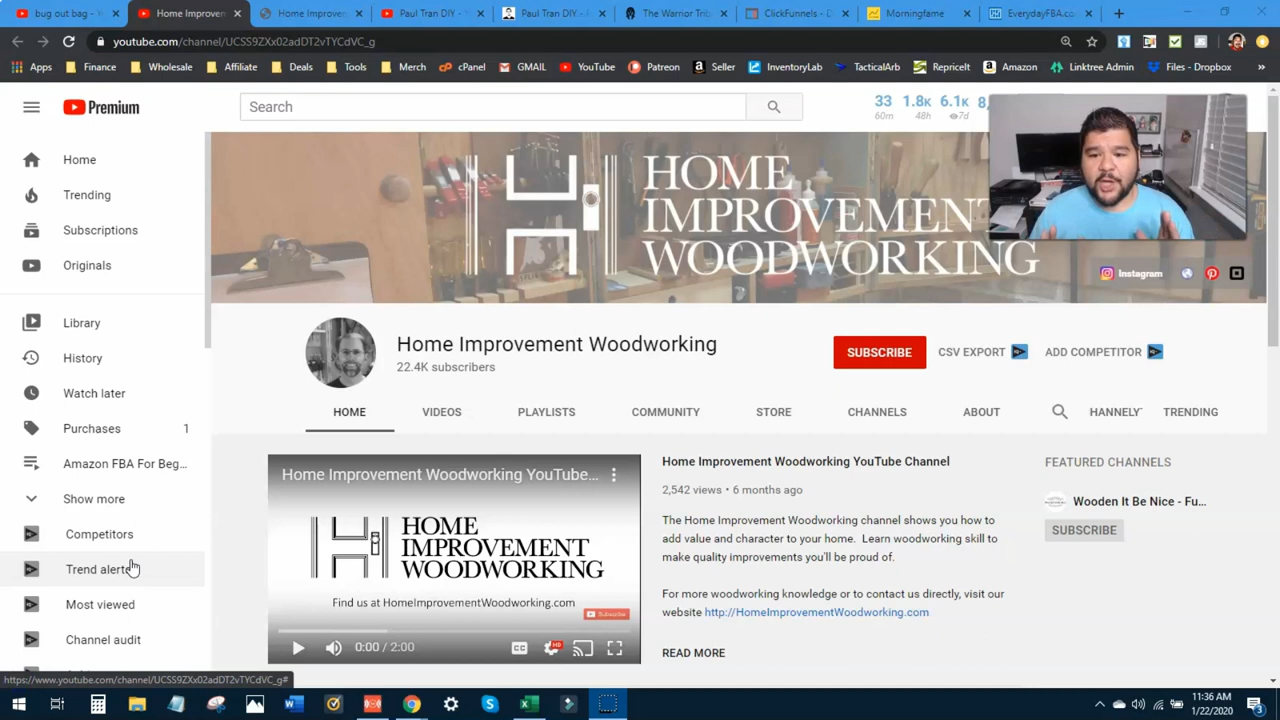 bug out bag -
Home Improvem
Home Improvem
Paul Tran DIY -
Paul Tran DIY -
The Warrior Trib
ClickFunnels - D
Morningfame
EverydayFBA.co
youtube.com/channel/UCSS9ZXx02adDT2vTYCdVC_g
Apps Finance Wholesale Affiliate Deals Tools Merch cPanel GMAIL YouTube Patreon Seller InventoryLab TacticalArb RepriceIt Amazon Linktree Admin Files - Dropbox »
Premium
Search
33 1.8K 6.1K 8,
60m 48h 7d
Home
Trending
Subscriptions
Originals
Library
History
Watch later
Purchases 1
Amazon FBA For Beg...
Show more
Competitors
Trend alerts
Most viewed
Channel audit
H
HOME
IMPROVEMENT
WOODWORKING
Instagram
Home Improvement Woodworking
22.4K subscribers
SUBSCRIBE CSV EXPORT ADD COMPETITOR
HOME VIDEOS PLAYLISTS COMMUNITY STORE CHANNELS ABOUT HANNELY TRENDING
Home Improvement Woodworking YouTube...
H
HOME
IMPROVEMENT
WOODWORKING
Find us at HomeImprovementWoodworking.com
Subscribe
0:00 / 2:00 CC HD
Home Improvement Woodworking YouTube Channel
2,542 views • 6 months ago
The Home Improvement Woodworking channel shows you how to
add value and character to your home. Learn woodworking skill to
make quality improvements you'll be proud of.
For more woodworking knowledge or to contact us directly, visit our
website http://HomeImprovementWoodworking.com
READ MORE
FEATURED CHANNELS
Wooden It Be Nice - Fu...
SUBSCRIBE
https://www.youtube.com/channel/UCSS9ZXx02adDT2vTYCdVC_g#
11:36 AM
1/22/2020
3